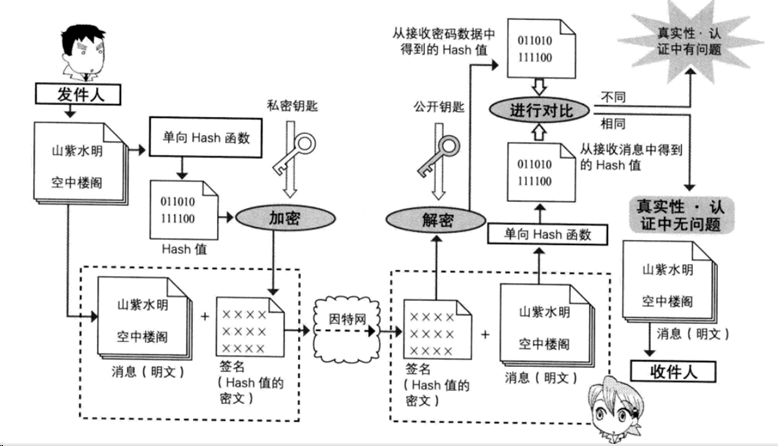 发件人
山紫水明
空中楼阁
单向 Hash 函数
011010
111100
Hash 值
私密钥匙
加密
山紫水明
空中楼阁
消息（明文）
+
××××
××××
××××
签名
（Hash 值的
密文）
因特网
××××
××××
××××
签名
（Hash 值的
密文）
+
山紫水明
空中楼阁
消息（明文）
公开钥匙
解密
单向 Hash 函数
从接收密码数据中
得到的 Hash 值
011010
111100
进行对比
011010
111100
从接收消息中得到
的 Hash 值
不同
相同
真实性·认
证中有问题
真实性·认
证中无问题
山紫水明
空中楼阁
消息（明文）
收件人